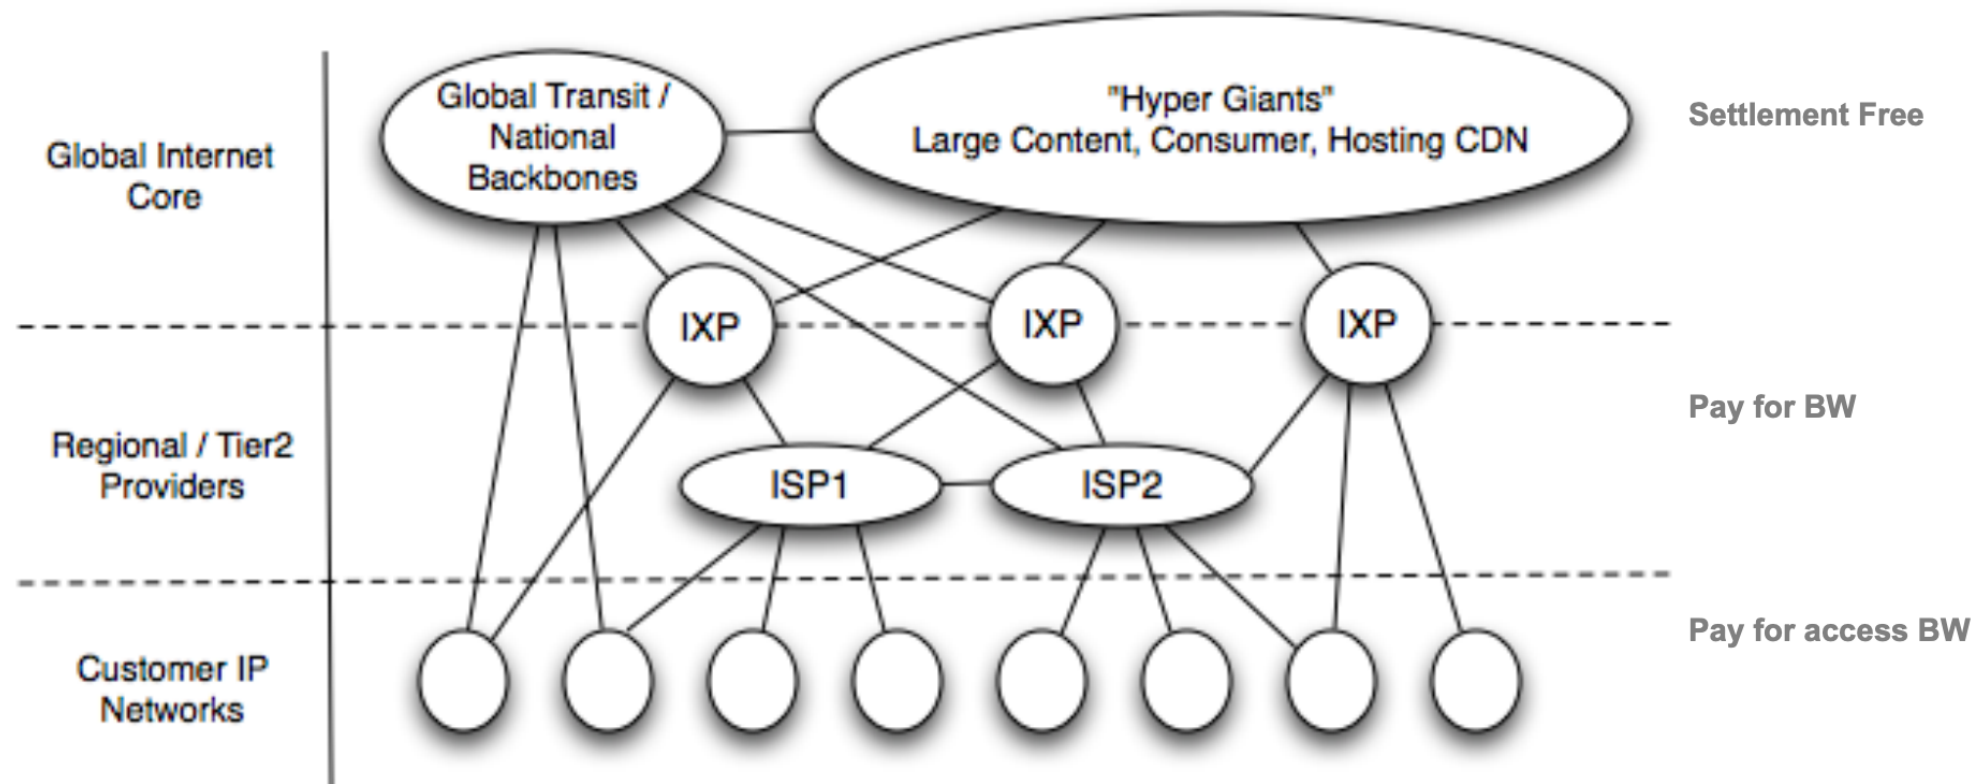 Global Internet
Core
Global Transit /
National
Backbones
"Hyper Giants"
Large Content, Consumer, Hosting CDN
Settlement Free
IXP
IXP
IXP
Pay for BW
Regional / Tier2
Providers
ISP1
ISP2
Pay for access BW
Customer IP
Networks